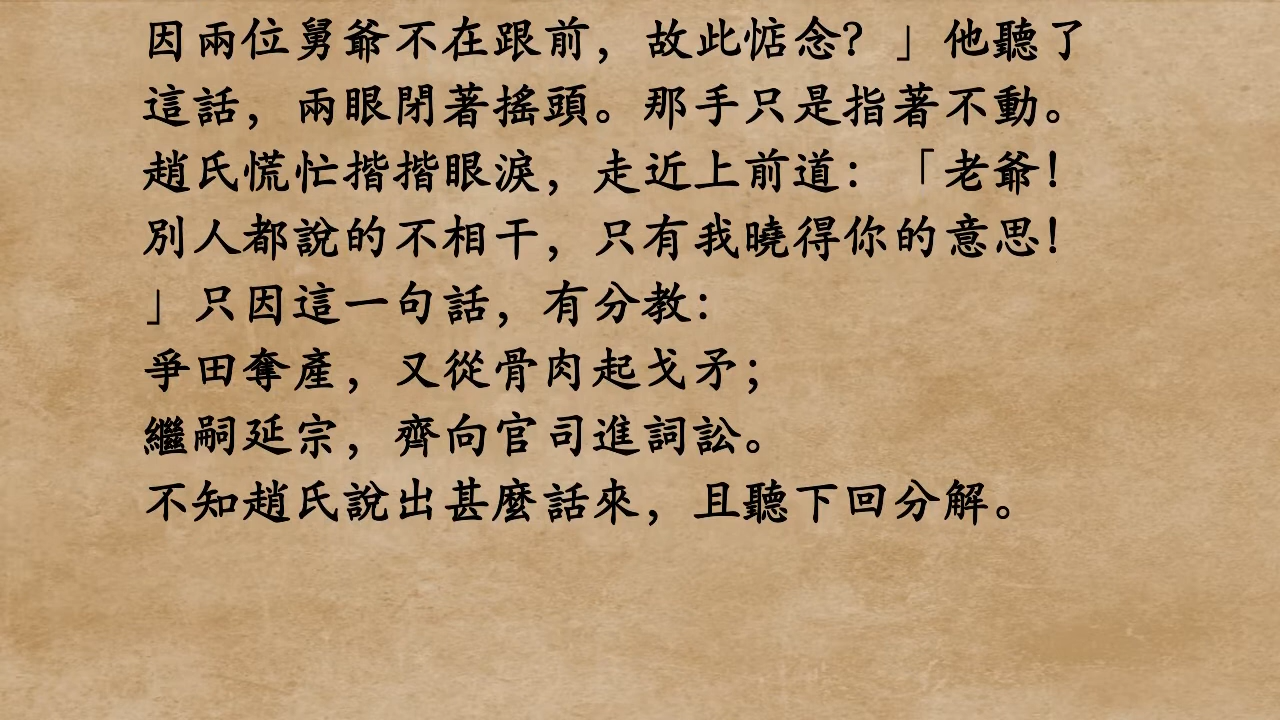 因兩位舅爺不在跟前，故此惦念？」他聽了
這話，兩眼閉著搖頭。那手只是指著不動。
趙氏慌忙揩揩眼淚，走近上前道：「老爺！
別人都說的不相干，只有我曉得你的意思！
」只因這一句話，有分教：
爭田奪產，又從骨肉起戈矛；
繼嗣延宗，齊向官司進詞訟。
不知趙氏說出甚麼話來，且聽下回分解。